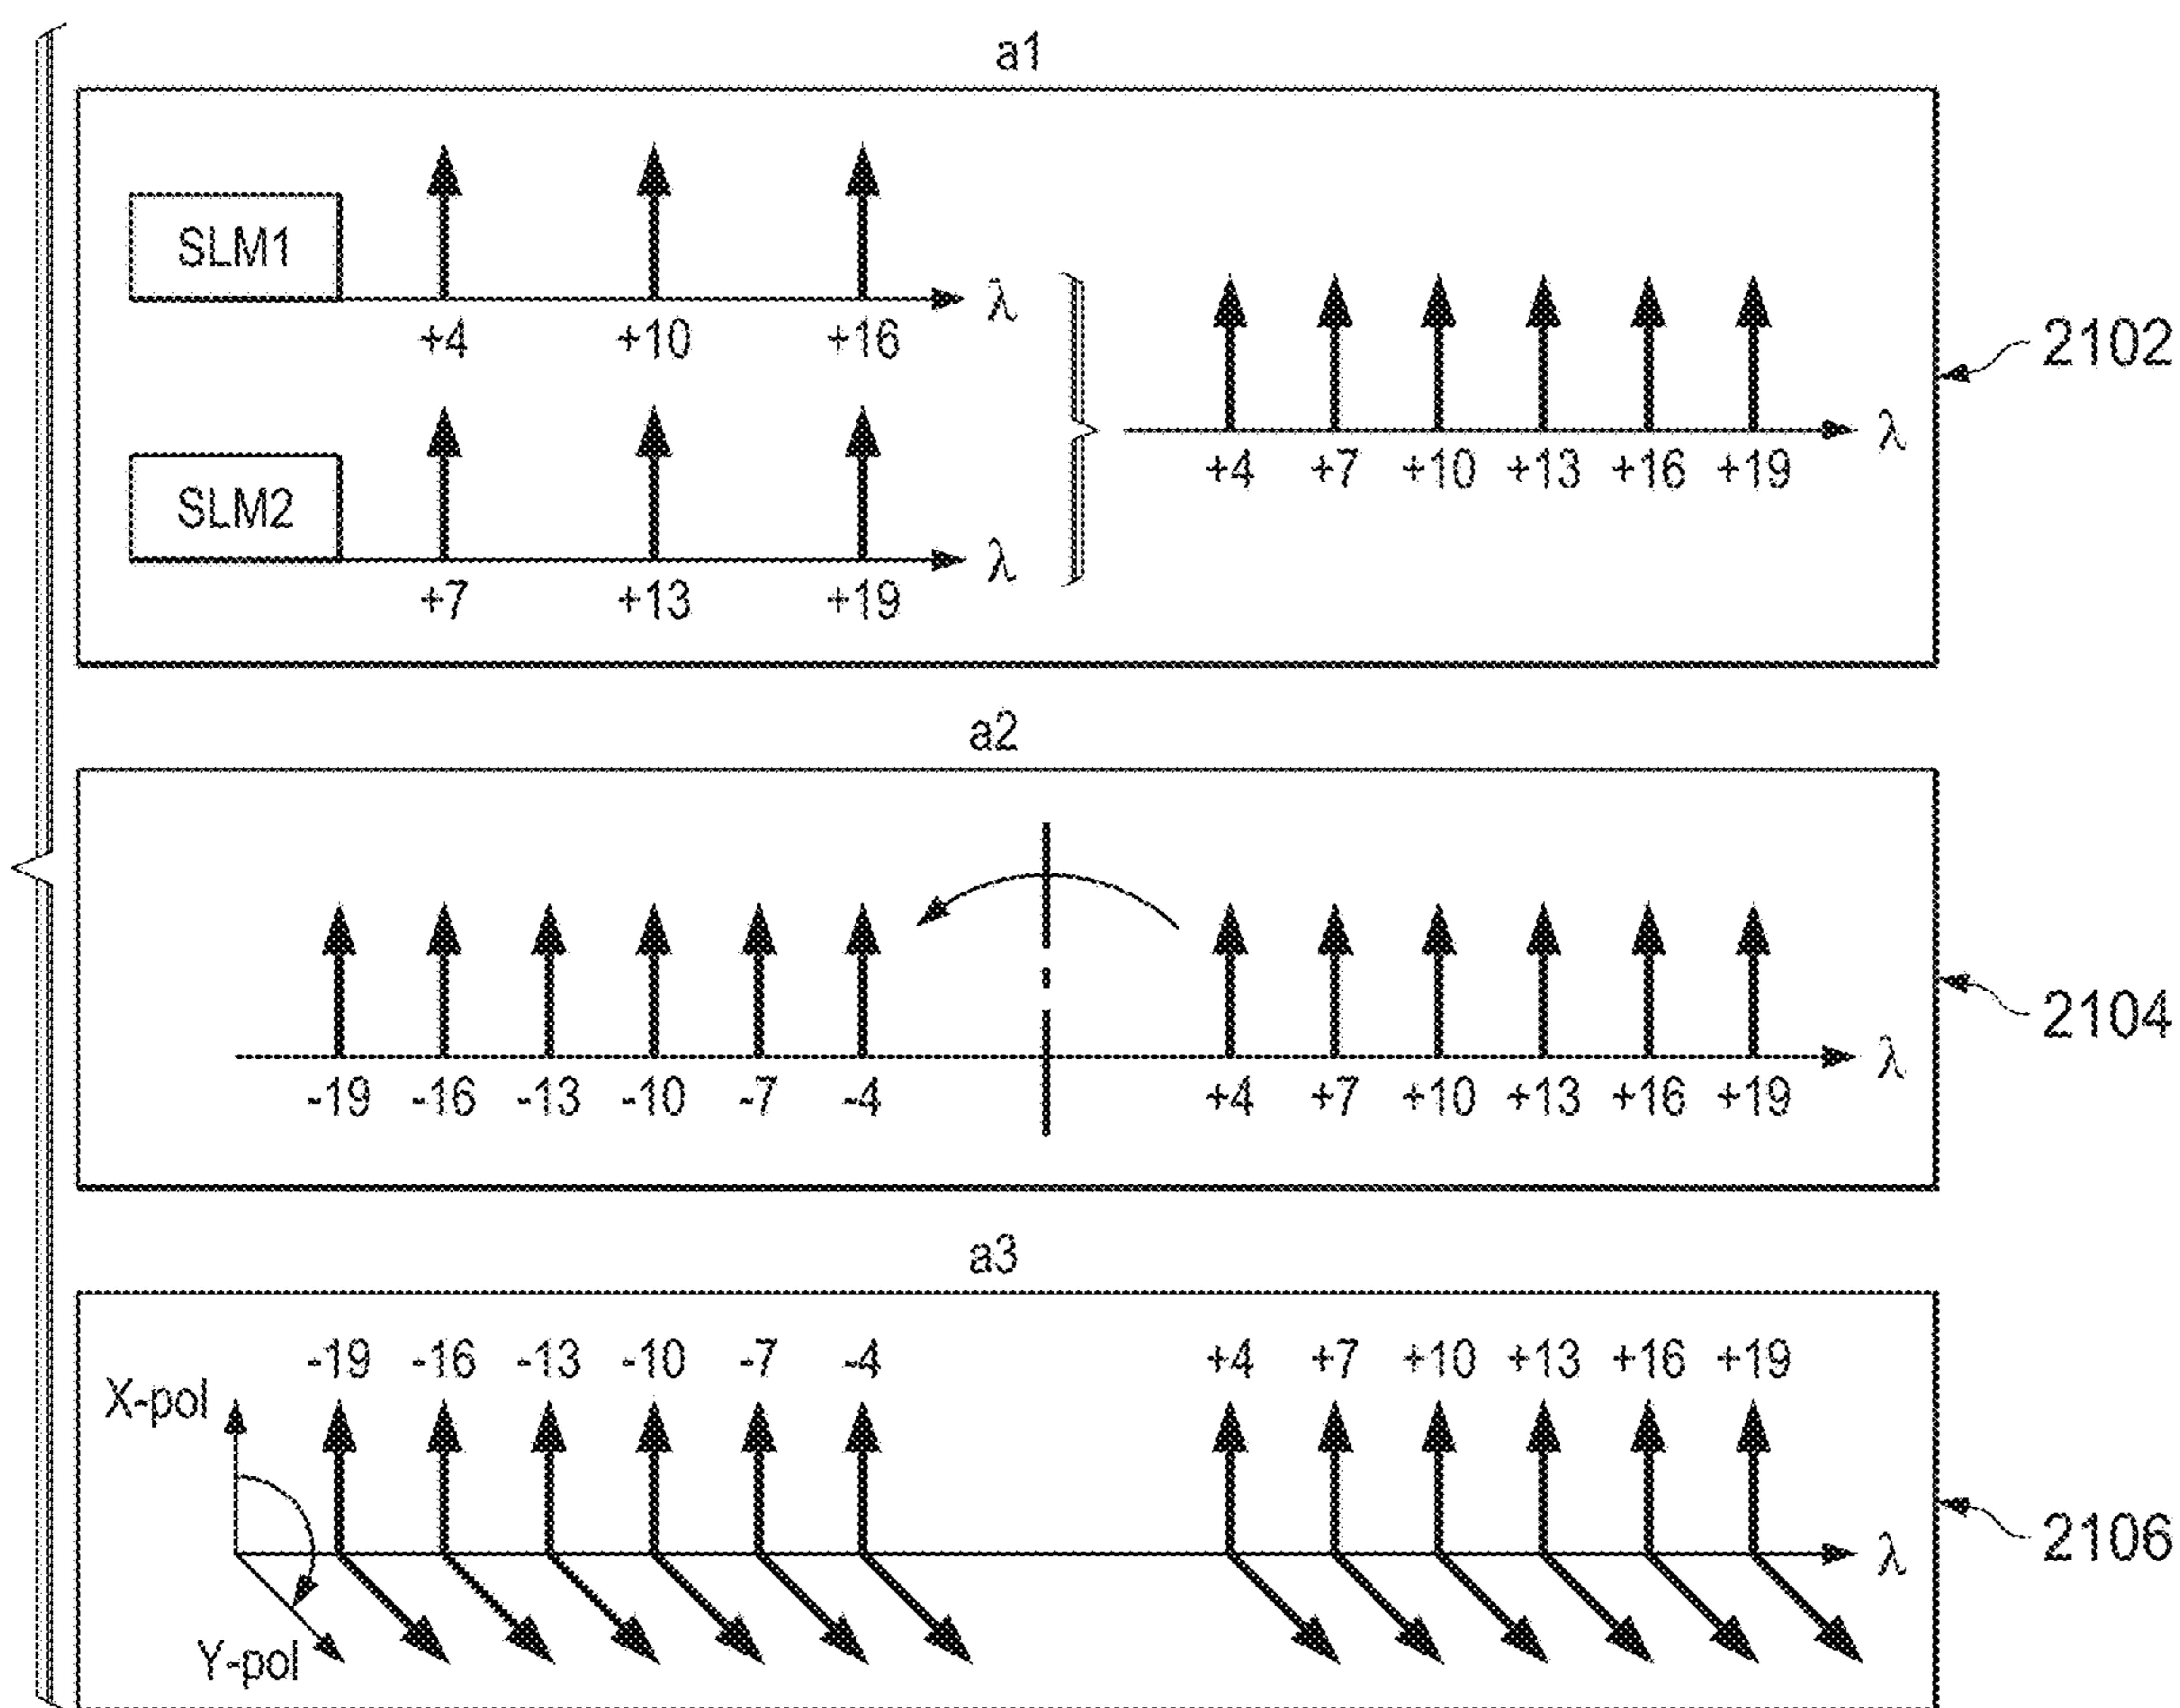 a1
SLM1
+4 +10 +16 λ
SLM2
+7 +13 +19 λ
+4 +7 +10 +13 +16 +19 λ
2102
a2
-19 -16 -13 -10 -7 -4 +4 +7 +10 +13 +16 +19 λ
2104
a3
-19 -16 -13 -10 -7 -4 +4 +7 +10 +13 +16 +19
X-pol
λ
Y-pol
2106